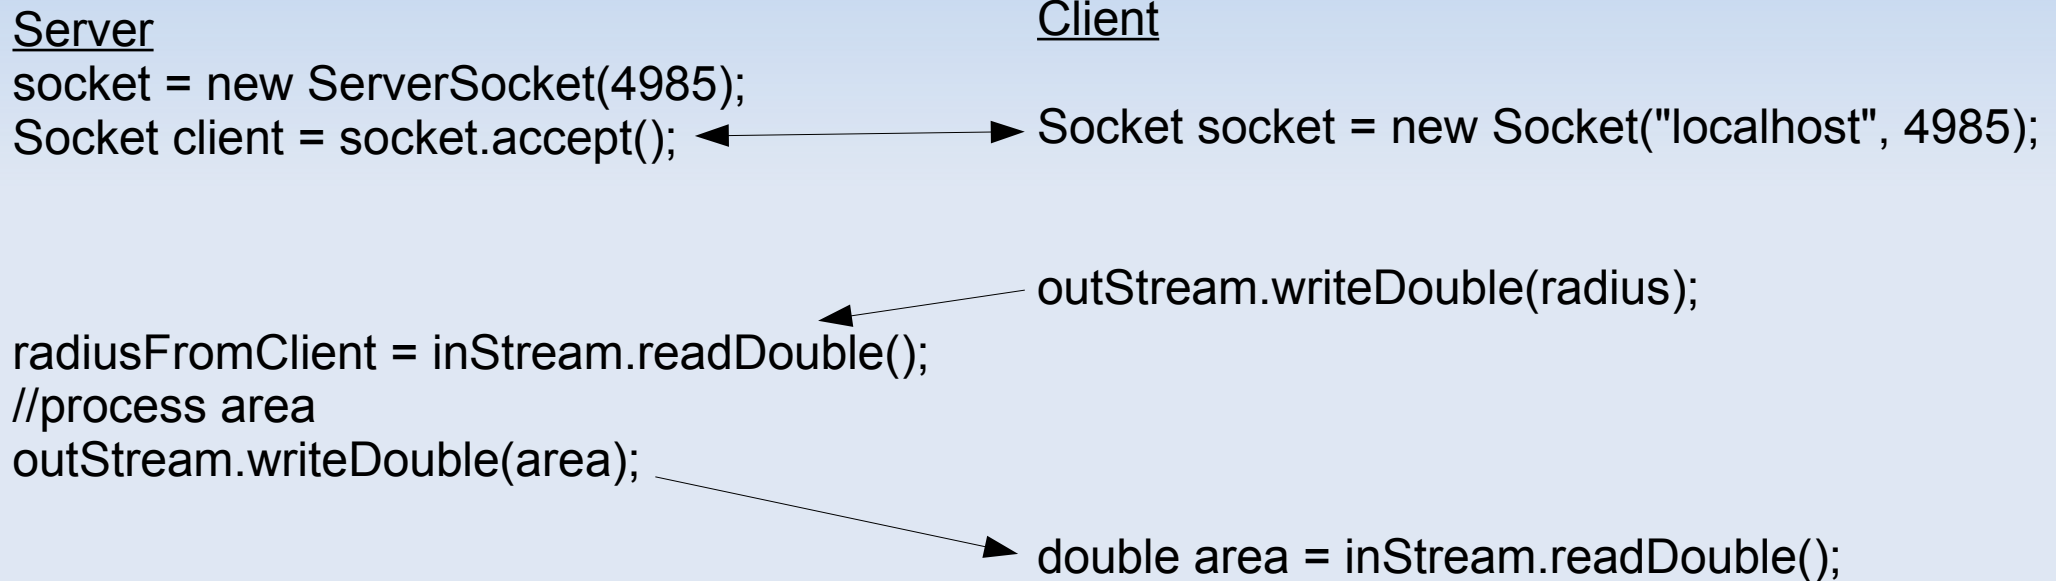 Server
socket = new ServerSocket(4985);
Socket client = socket.accept();
Client
Socket socket = new Socket("localhost", 4985);
outStream.writeDouble(radius);
radiusFromClient = inStream.readDouble();
//process area
outStream.writeDouble(area);
double area = inStream.readDouble();